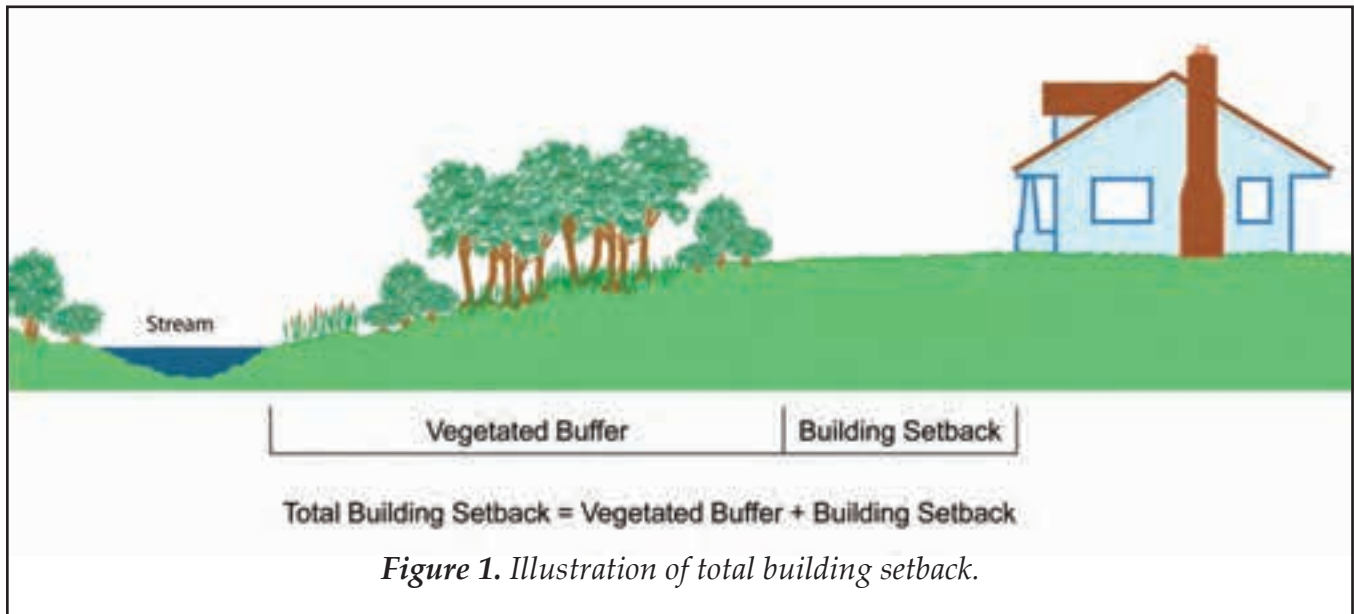 Stream
Vegetated Buffer
Building Setback
Total Building Setback = Vegetated Buffer + Building Setback
Figure 1. Illustration of total building setback.